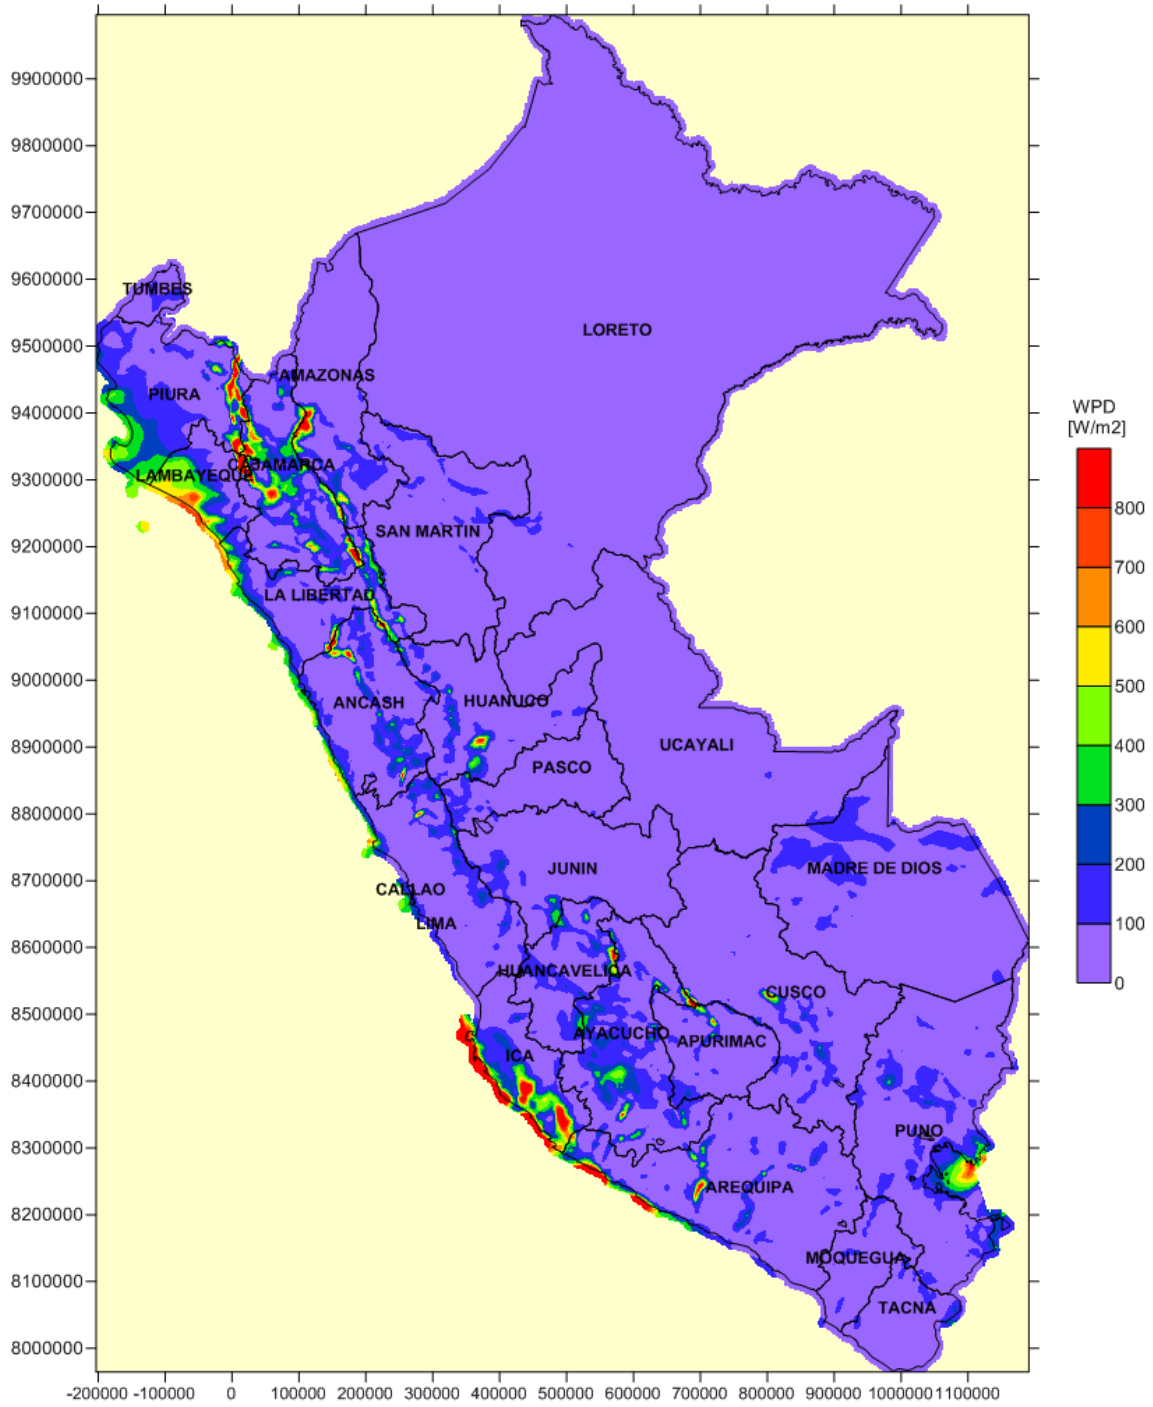 9900000
9800000
9700000
9600000
TUMBES
LORETO
9500000
AMAZONAS
PIURA
9400000
WPD
[W/m2]
CAJAMARCA
9300000
LAMBAYEQUE
800
SAN MARTIN
700
9200000
LA LIBERTAD
600
9100000
500
9000000
ANCASH
HUANUCO
400
UCAYALI
8900000
PASCO
300
8800000
200
JUNIN
MADRE DE DIOS
8700000
CALLAO
100
LIMA
8600000
HUANCAVELICA
0
CUSCO
8500000
AYACUCHO
APURIMAC
ICA
8400000
PUNO
8300000
AREQUIPA
8200000
MOQUEGUA
8100000
TACNA
8000000
-200000 -100000 0 100000 200000 300000 400000 500000 600000 700000 800000 900000 1000000 1100000